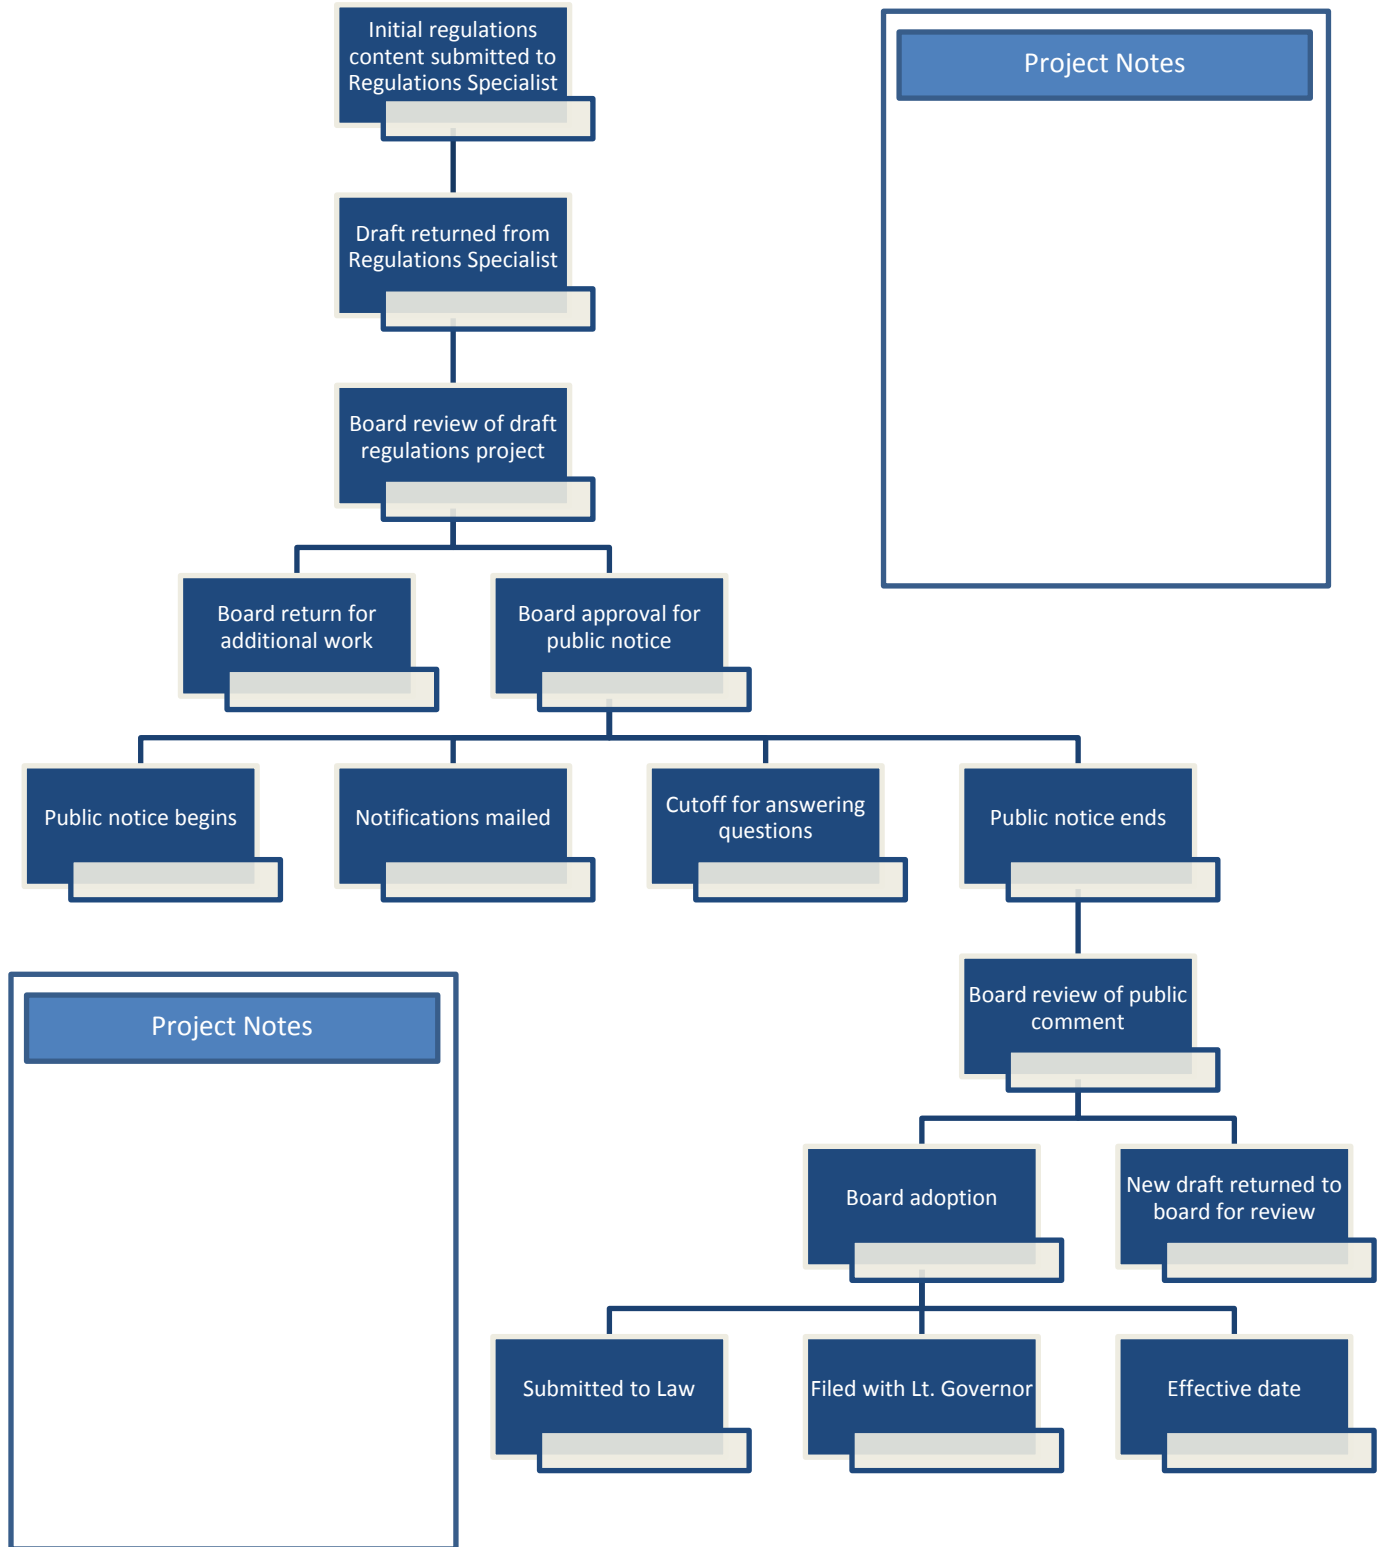 Initial regulations
content submitted to
Regulations Specialist
Project Notes
Draft returned from
Regulations Specialist
Board review of draft
regulations project
Board return for
additional work
Board approval for
public notice
Public notice begins
Notifications mailed
Cutoff for answering
questions
Public notice ends
Board review of public
comment
Project Notes
Board adoption
New draft returned to
board for review
Submitted to Law
Filed with Lt. Governor
Effective date